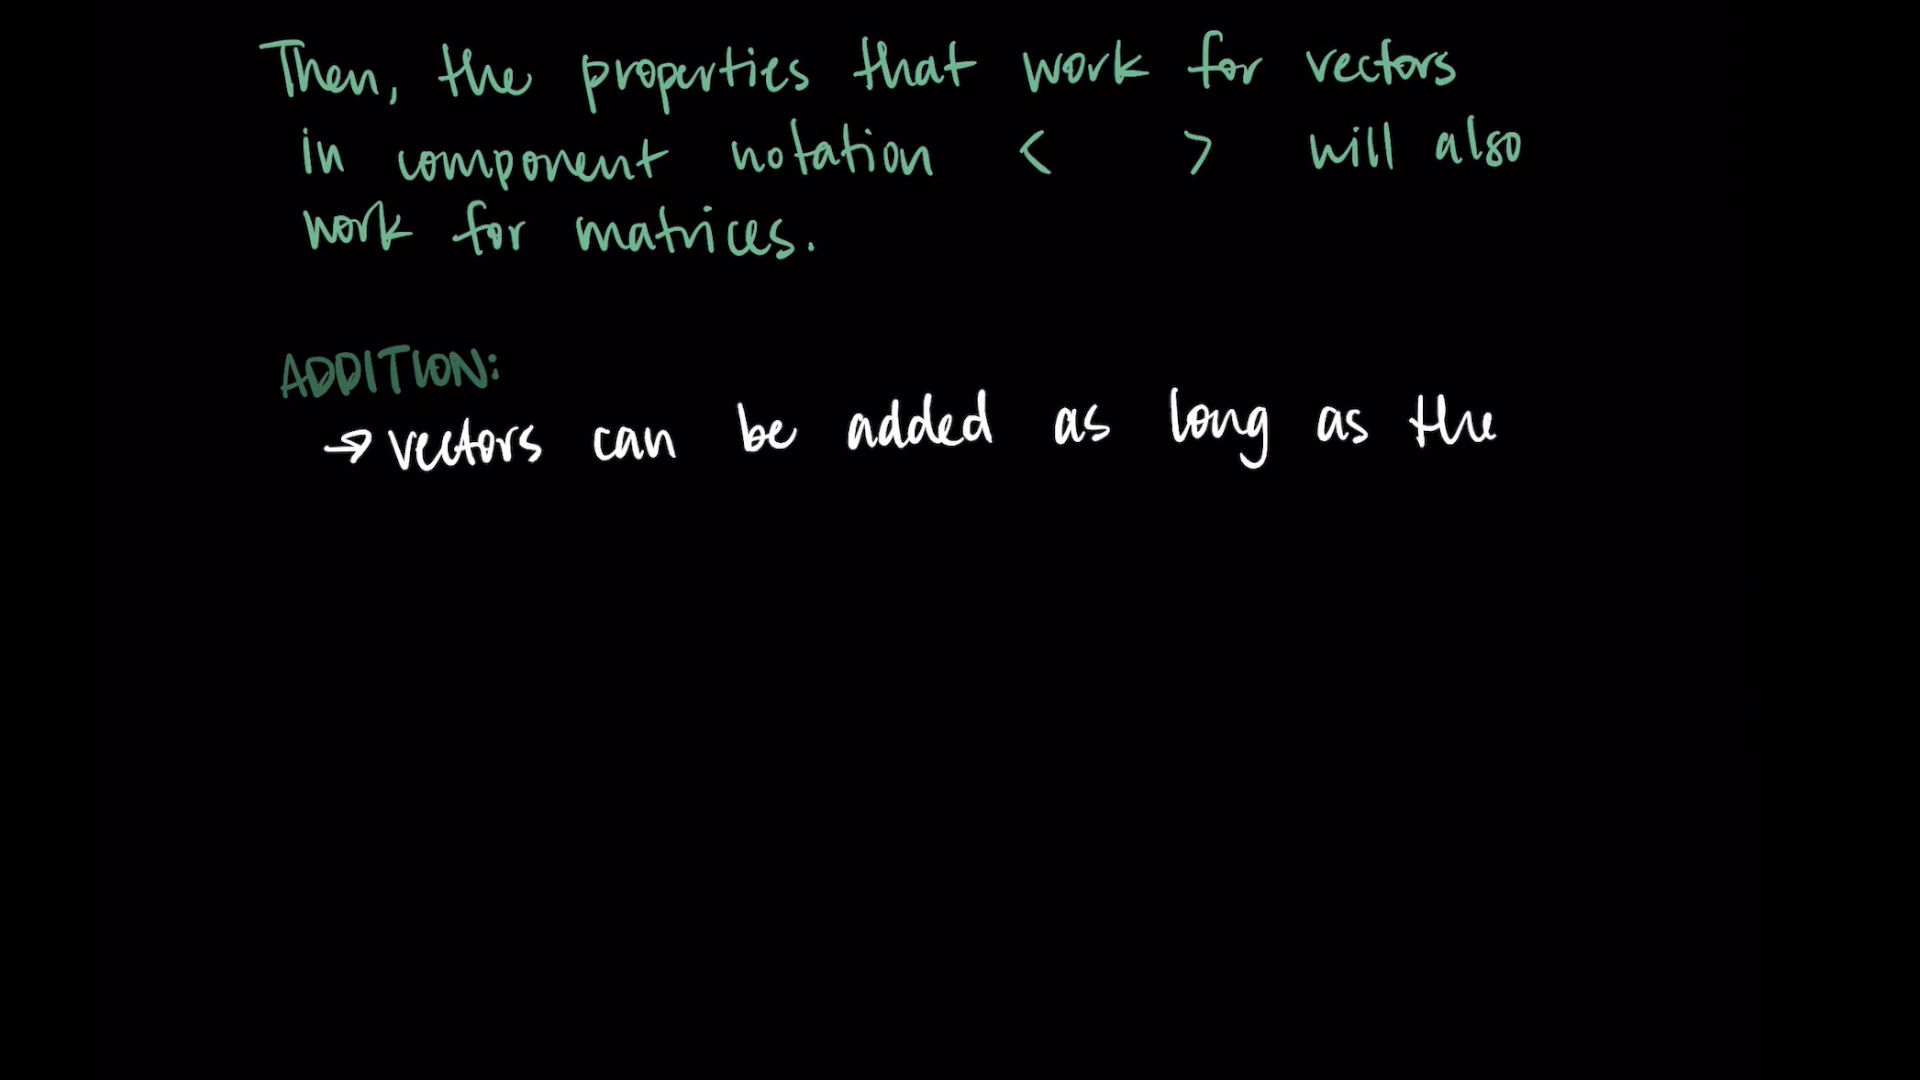 Then, the properties that work for vectors
in component notation < > will also
work for matrices.
ADDITION:
→ vectors can be added as long as the